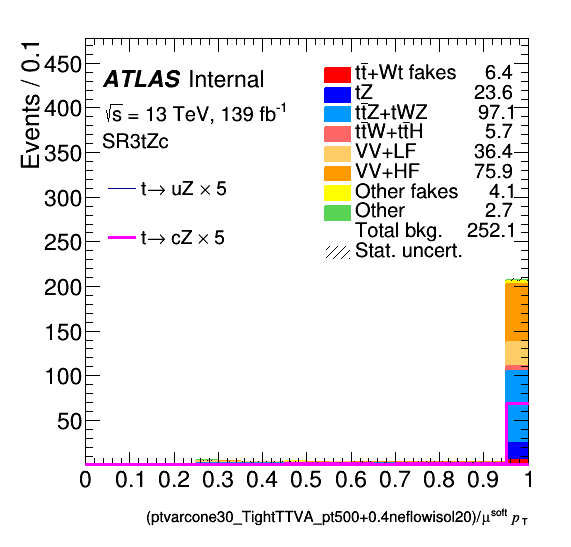 Events / 0.1
450
400
350
300
250
200
150
100
50
ATLAS Internal
√s = 13 TeV, 139 fb⁻¹
SR3tZc
t→ uZ × 5
t→ cZ × 5
tt̄+Wt fakes 6.4
tZ 23.6
tt̄Z+tWZ 97.1
tt̄W+tt̄H 5.7
VV+LF 36.4
VV+HF 75.9
Other fakes 4.1
Other 2.7
Total bkg. 252.1
Stat. uncert.
0 0.1 0.2 0.3 0.4 0.5 0.6 0.7 0.8 0.9 1
(ptvarcone30_TightTTVA_pt500+0.4neflowisol20)/μ^soft p_T